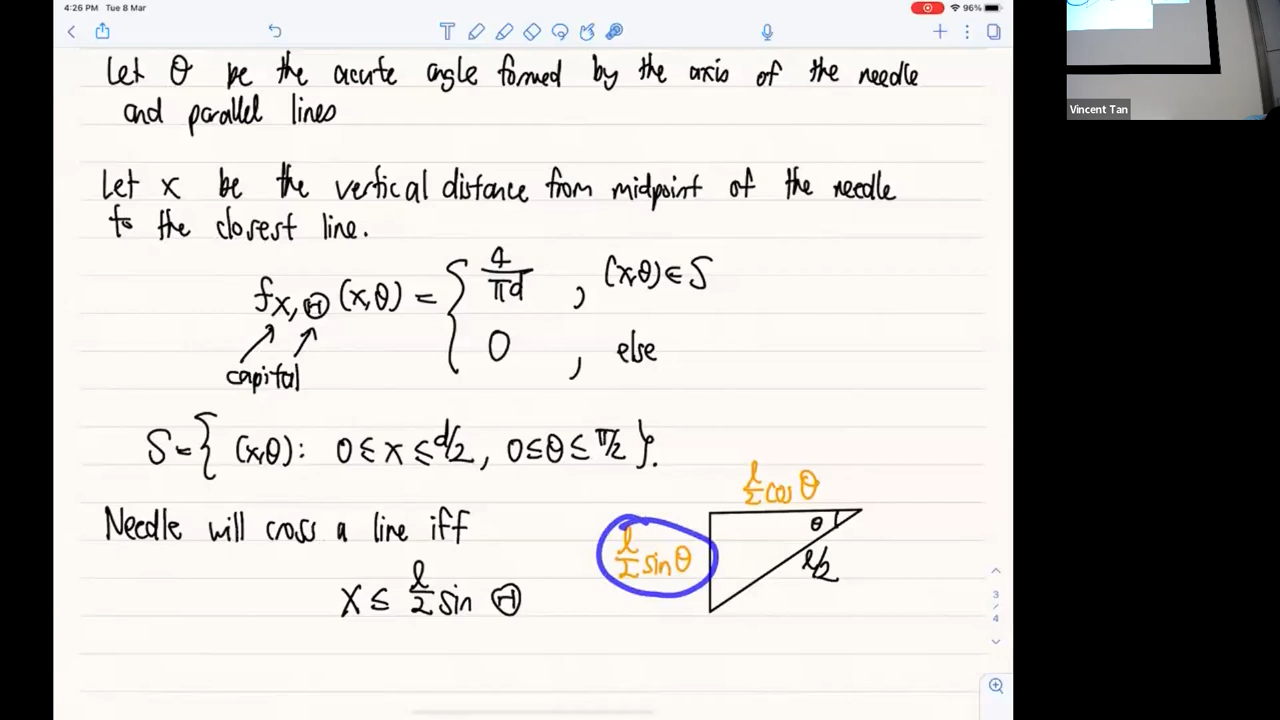 4:26 PM Tue 8 Mar
96%
Let θ be the acute angle formed by the axis of the needle
and parallel lines
Let x be the vertical distance from midpoint of the needle
to the closest line.
f_{X,Θ}(x,θ) = { 4/πd , (x,θ) ∈ S
0 , else
capital
S = { (x,θ): 0 ≤ x ≤ d/2, 0 ≤ θ ≤ π/2 }.
l/2 cos θ
Needle will cross a line iff
θ
l/2 sin θ
l/2
X ≤ l/2 sin Θ
3/4
Vincent Tan